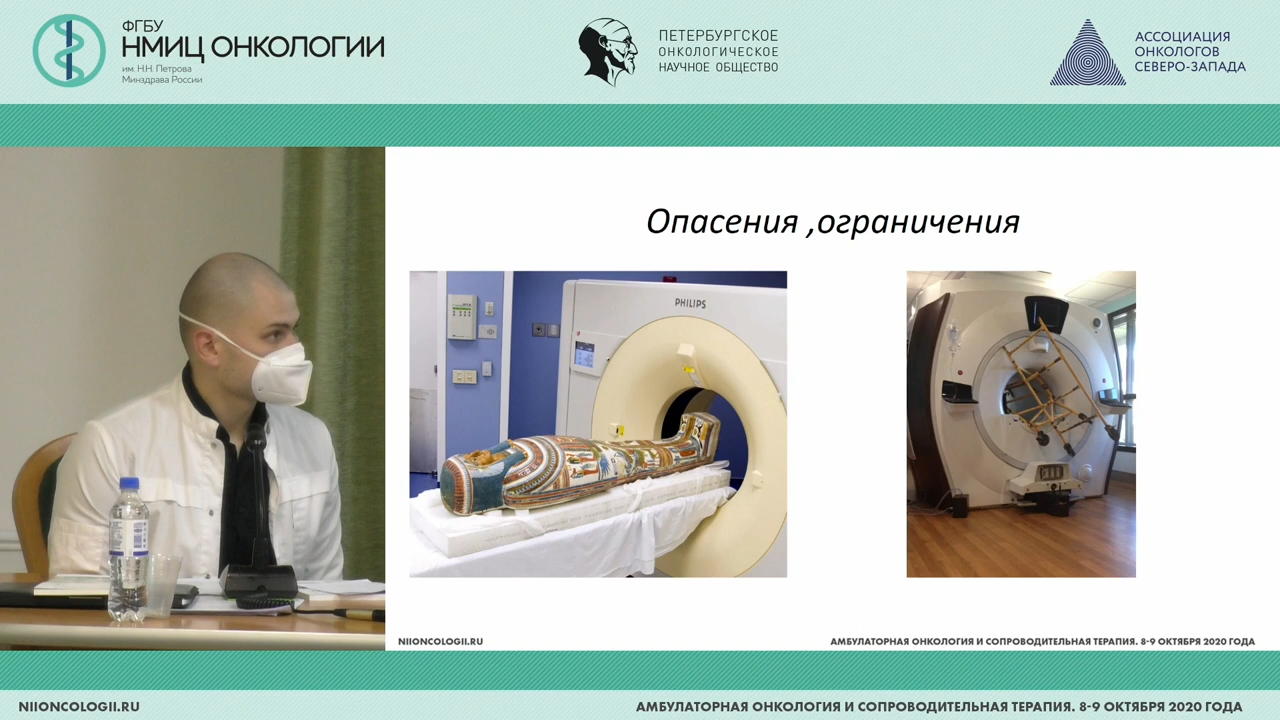 ФГБУ
НМИЦ ОНКОЛОГИИ
им. Н.Н. Петрова
Минздрава России
ПЕТЕРБУРГСКОЕ
ОНКОЛОГИЧЕСКОЕ
НАУЧНОЕ ОБЩЕСТВО
АССОЦИАЦИЯ
ОНКОЛОГОВ
СЕВЕРО-ЗАПАДА
Опасения ,ограничения
PHILIPS
NIIONCOLOGII.RU
АМБУЛАТОРНАЯ ОНКОЛОГИЯ И СОПРОВОДИТЕЛЬНАЯ ТЕРАПИЯ. 8-9 ОКТЯБРЯ 2020 ГОДА
NIIONCOLOGII.RU
АМБУЛАТОРНАЯ ОНКОЛОГИЯ И СОПРОВОДИТЕЛЬНАЯ ТЕРАПИЯ. 8-9 ОКТЯБРЯ 2020 ГОДА